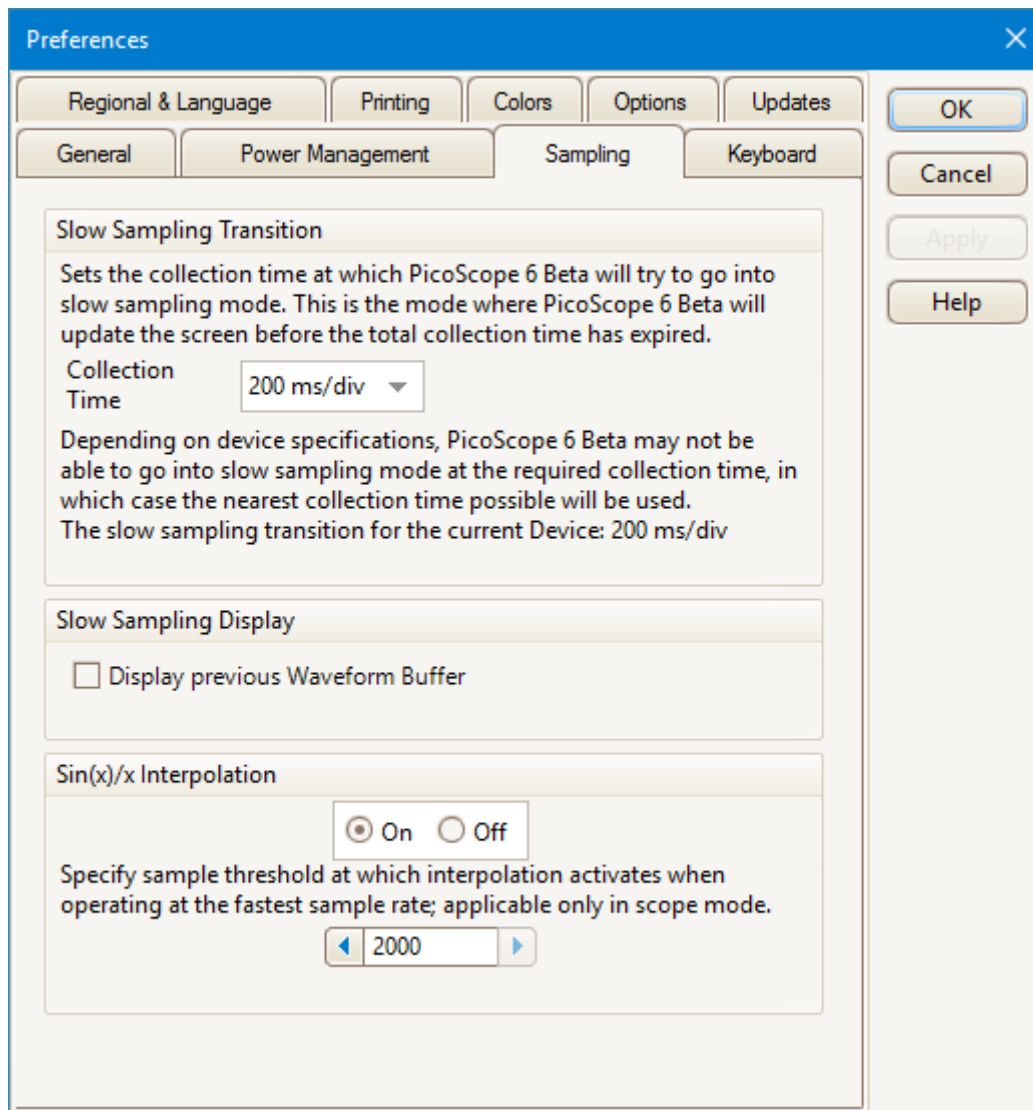 Preferences
Regional & Language
Printing
Colors
Options
Updates
General
Power Management
Sampling
Keyboard
OK
Cancel
Apply
Help
Slow Sampling Transition
Sets the collection time at which PicoScope 6 Beta will try to go into
slow sampling mode. This is the mode where PicoScope 6 Beta will
update the screen before the total collection time has expired.
Collection
Time
200 ms/div
Depending on device specifications, PicoScope 6 Beta may not be
able to go into slow sampling mode at the required collection time, in
which case the nearest collection time possible will be used.
The slow sampling transition for the current Device: 200 ms/div
Slow Sampling Display
Display previous Waveform Buffer
Sin(x)/x Interpolation
On
Off
Specify sample threshold at which interpolation activates when
operating at the fastest sample rate; applicable only in scope mode.
2000